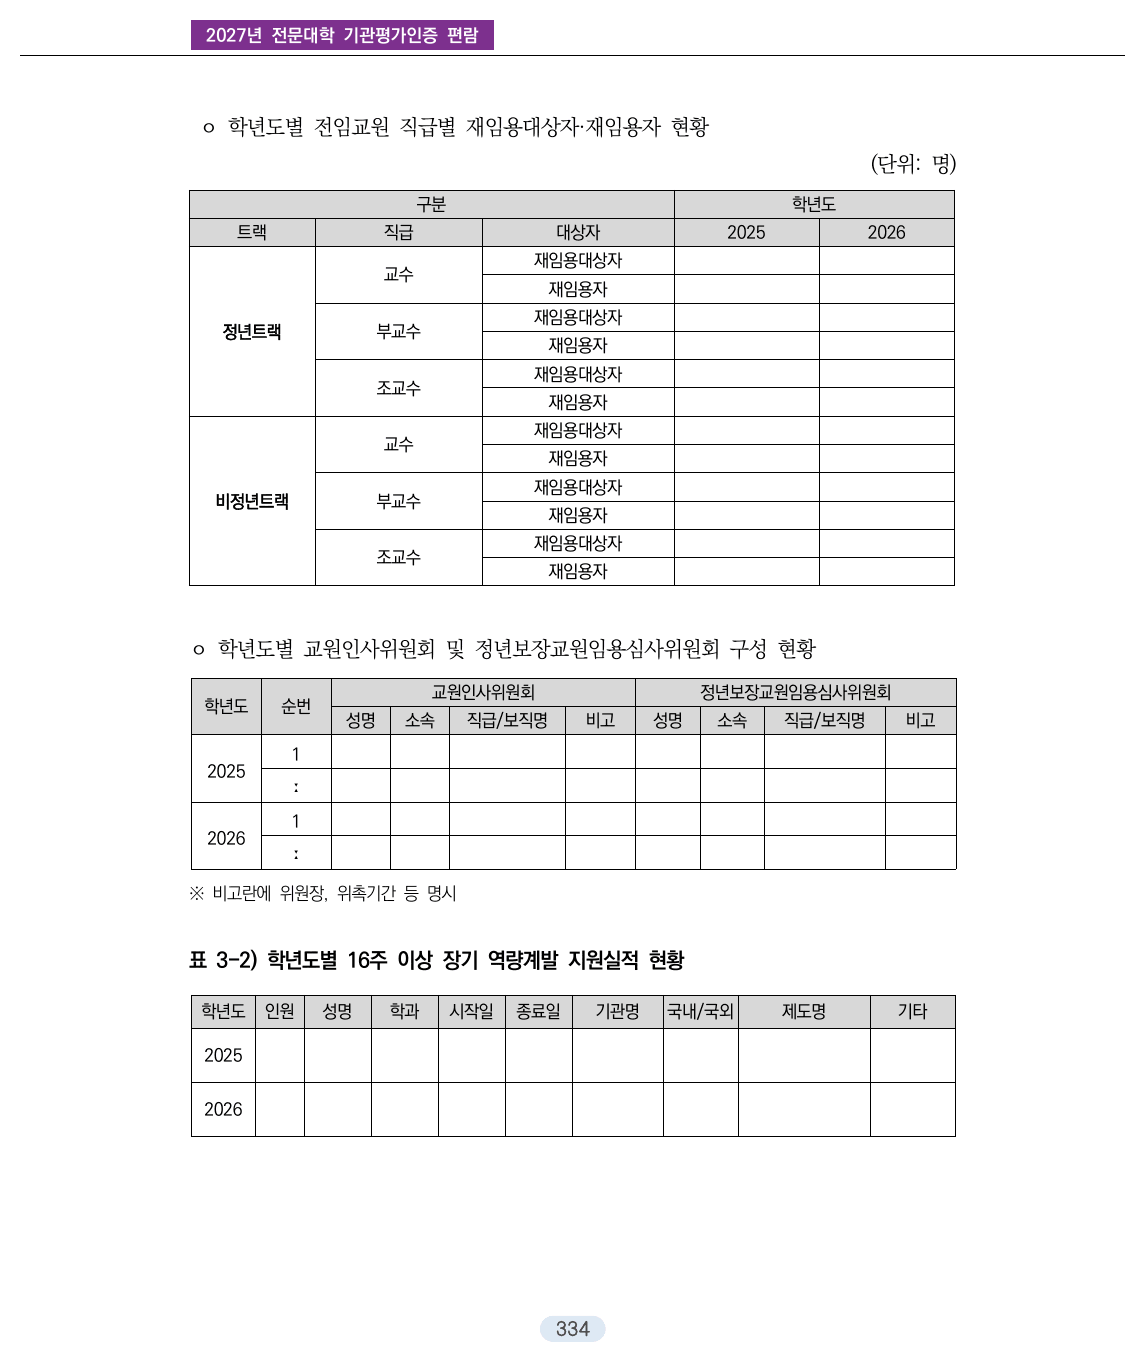 2027년 전문대학 기관평가인증 편람
ㅇ 학년도별 전임교원 직급별 재임용대상자·재임용자 현황
(단위: 명)
구분 학년도
트랙 직급 대상자 2025 2026
정년트랙 교수 재임용대상자
재임용자
부교수 재임용대상자
재임용자
조교수 재임용대상자
재임용자
비정년트랙 교수 재임용대상자
재임용자
부교수 재임용대상자
재임용자
조교수 재임용대상자
재임용자
ㅇ 학년도별 교원인사위원회 및 정년보장교원임용심사위원회 구성 현황
학년도 순번 교원인사위원회 정년보장교원임용심사위원회
성명 소속 직급/보직명 비고 성명 소속 직급/보직명 비고
2025 1
:
2026 1
:
※ 비고란에 위원장, 위촉기간 등 명시
표 3-2) 학년도별 16주 이상 장기 역량계발 지원실적 현황
학년도 인원 성명 학과 시작일 종료일 기관명 국내/국외 제도명 기타
2025
2026
334